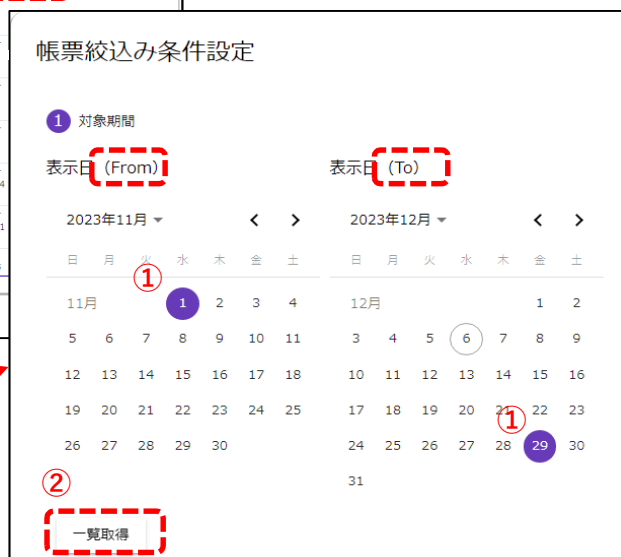 帳票絞込み条件設定
1 対象期間
表示日 (From) 表示日 (To)
2023年11月 2023年12月
日 月 火 水 木 金 土 日 月 火 水 木 金 土
①
11月 1 2 3 4 12月 1 2
5 6 7 8 9 10 11 3 4 5 6 7 8 9
12 13 14 15 16 17 18 10 11 12 13 14 15 16
19 20 21 22 23 24 25 17 18 19 20 21 22 23
①
26 27 28 29 30 24 25 26 27 28 29 30
② 31
一覧取得